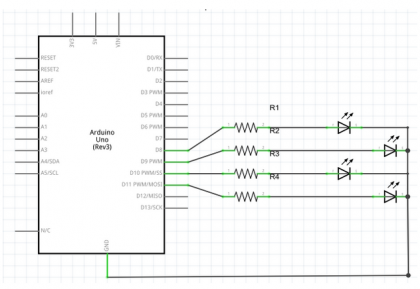 3V3
5V
VIN
RESET
RESET2
AREF
ioref
A0
A1
A2
A3
A4/SDA
A5/SCL
N/C
Arduino
Uno
(Rev3)
D0/RX
D1/TX
D2
D3 PWM
D4
D5 PWM
D6 PWM
D7
D8
D9 PWM
D10 PWM/SS
D11 PWM/MOSI
D12/MISO
D13/SCK
GND
R1
R2
R3
R4